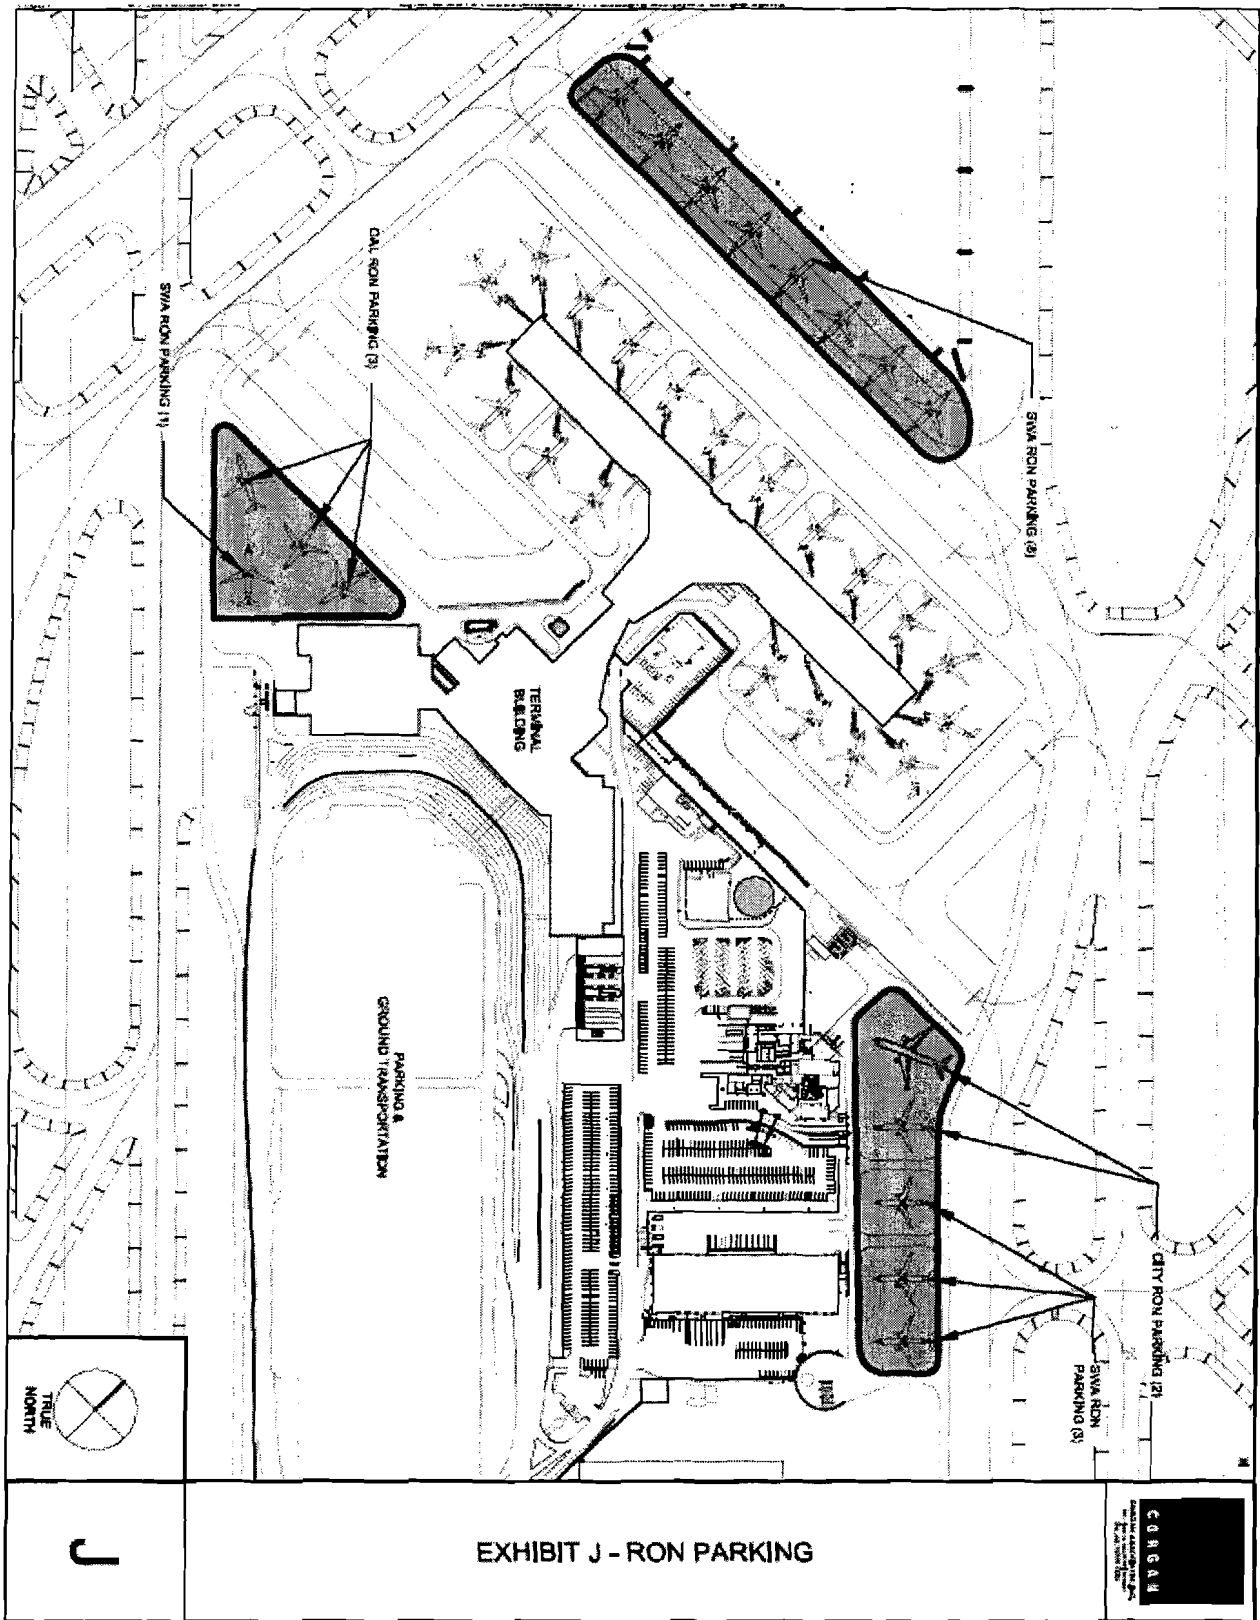 SWA RON PARKING (8)
CAL RON PARKING (3)
SWA RON PARKING (1)
TERMINAL
BUILDING
PARKING &
GROUND TRANSPORTATION
CITY RON PARKING (2)
SWA RON
PARKING (3)
TRUE
NORTH
J
EXHIBIT J - RON PARKING
CORGAN